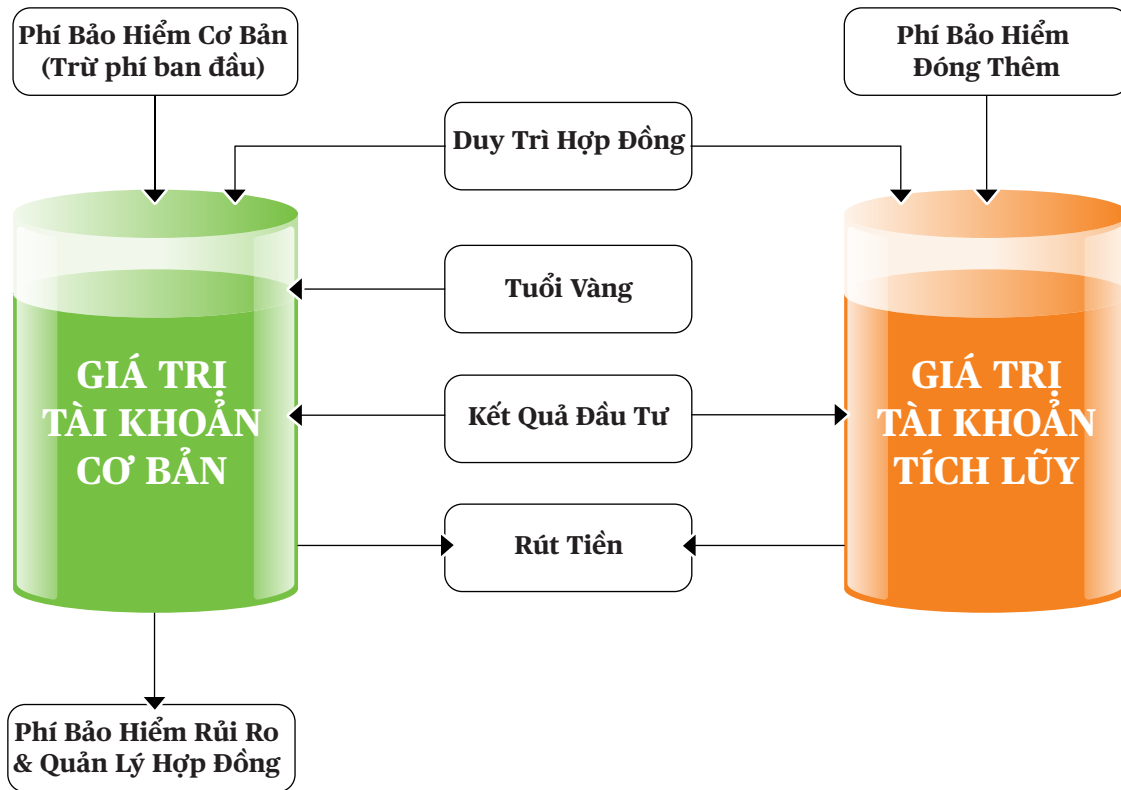 Phí Bảo Hiểm Cơ Bản
(Trừ phí ban đầu)
Phí Bảo Hiểm
Đóng Thêm
Duy Trì Hợp Đồng
Tuổi Vàng
GIÁ TRỊ
TÀI KHOẢN
CƠ BẢN
Kết Quả Đầu Tư
GIÁ TRỊ
TÀI KHOẢN
TÍCH LŨY
Rút Tiền
Phí Bảo Hiểm Rủi Ro
& Quản Lý Hợp Đồng